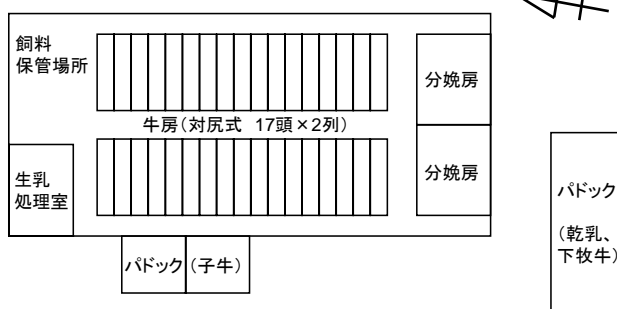 飼料
保管場所
分娩房
牛房(対尻式 17頭×2列)
生乳
処理室
分娩房
パドック
(子牛)
パドック
(乾乳、
下牧牛)